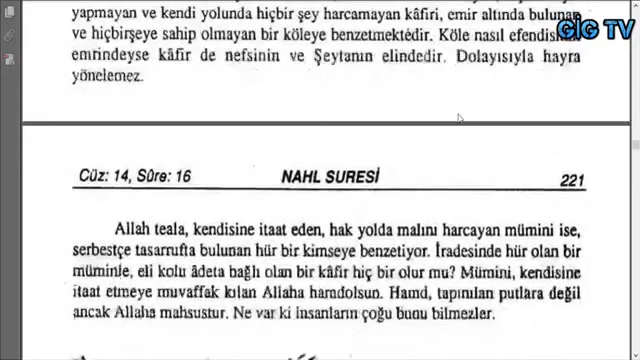 yapmayan ve kendi yolunda hiçbir şey harcamayan kâfiri, emir altında bulunan
GİG TV
ve hiçbirşeye sahip olmayan bir köleye benzetmektedir. Köle nasıl efendisinin
emrindeyse kâfir de nefsinin ve Şeytanın elindedir. Dolayısıyla hayra
yönelemez.
Cüz: 14, Sûre: 16 NAHL SURESİ 221
Allah teala, kendisine itaat eden, hak yolda malını harcayan mümini ise,
serbestçe tasarrufta bulunan hür bir kimseye benzetiyor. İradesinde hür olan bir
müminle, eli kolu âdeta bağlı olan bir kâfir hiç bir olur mu? Mümini, kendisine
itaat etmeye muvaffak kılan Allaha hamdolsun. Hamd, tapınılan putlara değil
ancak Allaha mahsustur. Ne var ki insanların çoğu bunu bilmezler.